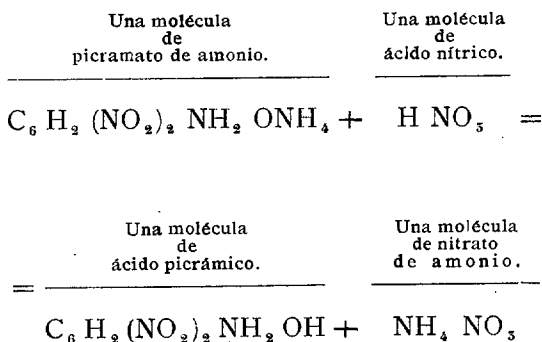 Una molécula
de
picramato de amonio.
Una molécula
de
ácido nítrico.
C₆ H₂ (NO₂)₂ NH₂ ONH₄ + H NO₃ =
Una molécula
de
ácido picrámico.
Una molécula
de nitrato
de amonio.
= C₆ H₂ (NO₂)₂ NH₂ OH + NH₄ NO₃